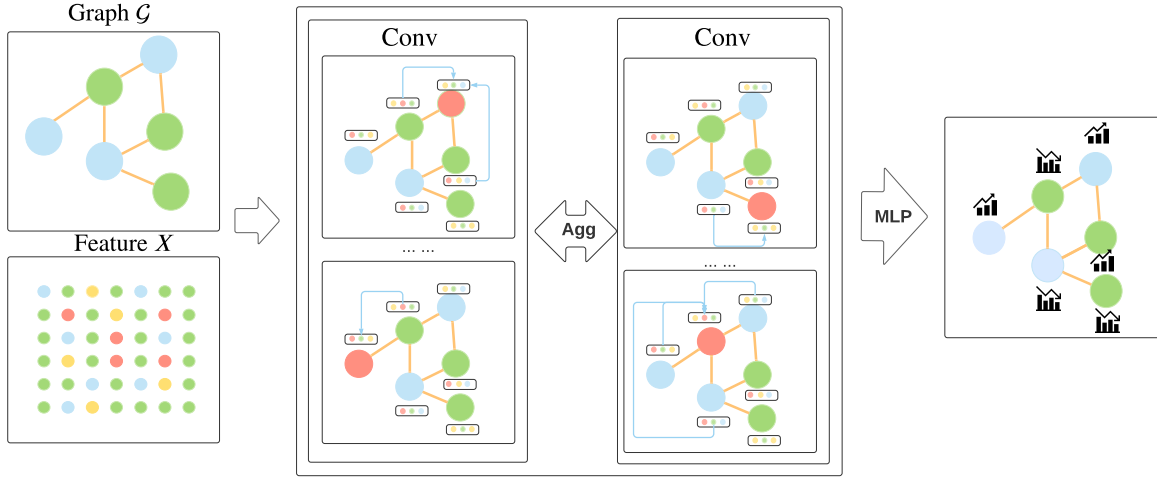 Graph 𝒢
Feature X
Conv
... ...
Agg
Conv
... ...
MLP